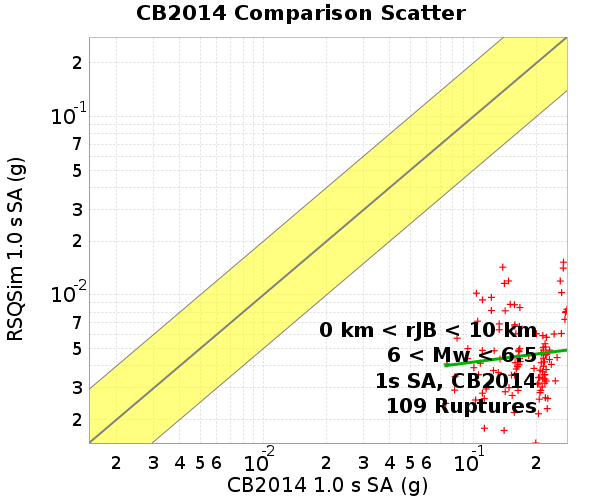 CB2014 Comparison Scatter
RSQSim 1.0 s SA (g)
2
10^-1
7
5
3
2
10^-2
7
5
3
2
0 km < rJB < 10 km
6 < Mw < 6.5
1s SA, CB2014
109 Ruptures
2 3 4 5 6 10^-2 2 3 4 5 6 10^-1 2
CB2014 1.0 s SA (g)